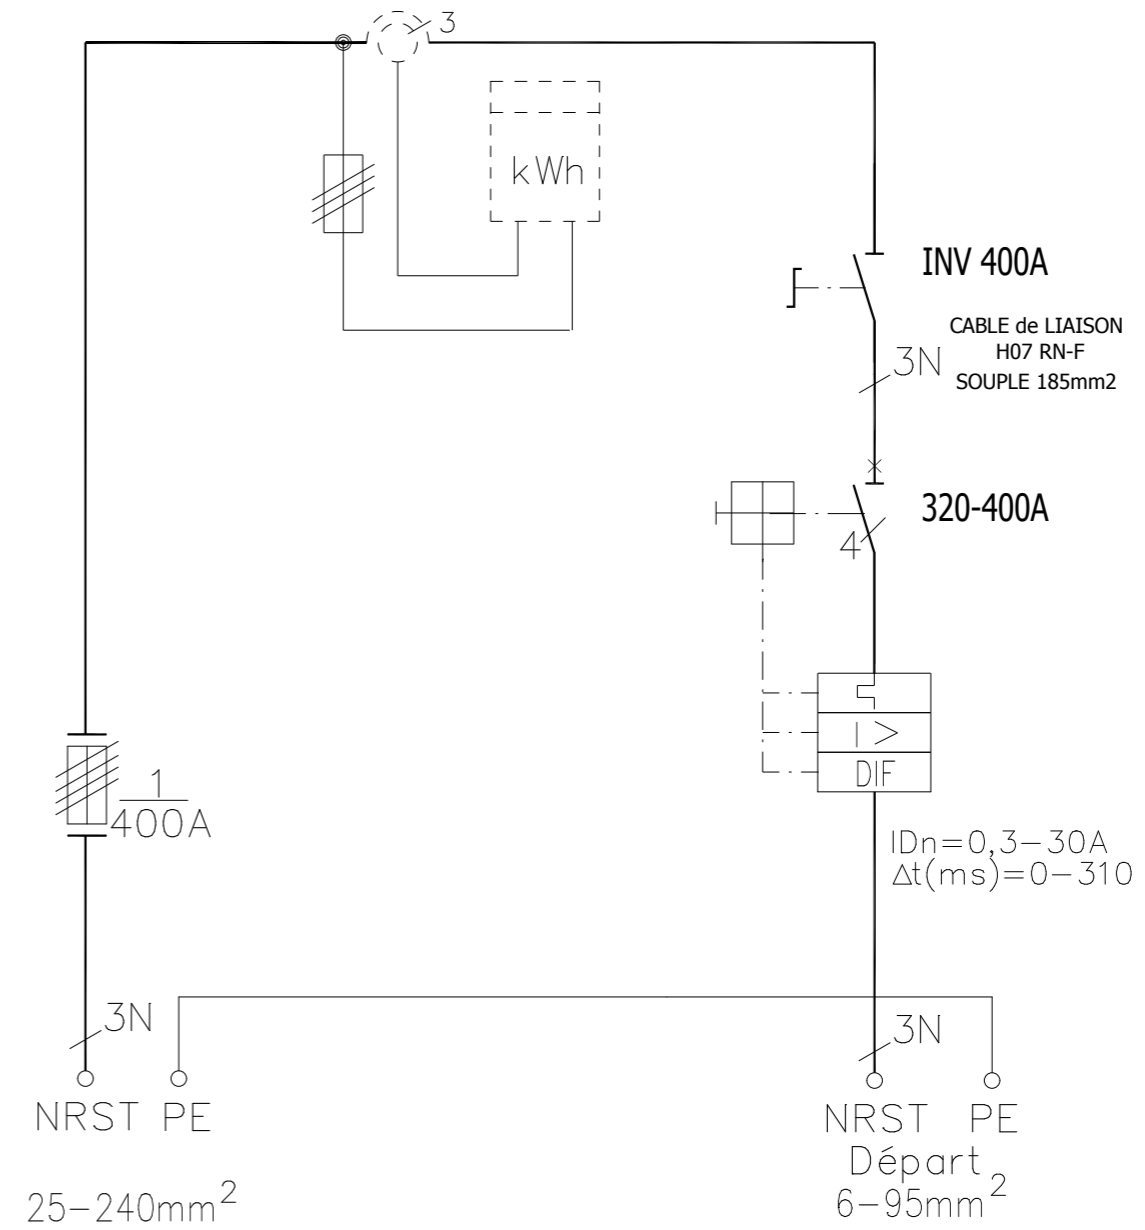 3
kWh
INV 400A
CABLE de LIAISON
H07 RN-F
SOUPLE 185mm2
3N
320-400A
4
I >
DIF
1
400A
IDn=0,3-30A
Δt(ms)=0-310
3N
3N
NRST PE
NRST PE
Départ
25-240mm²
6-95mm²